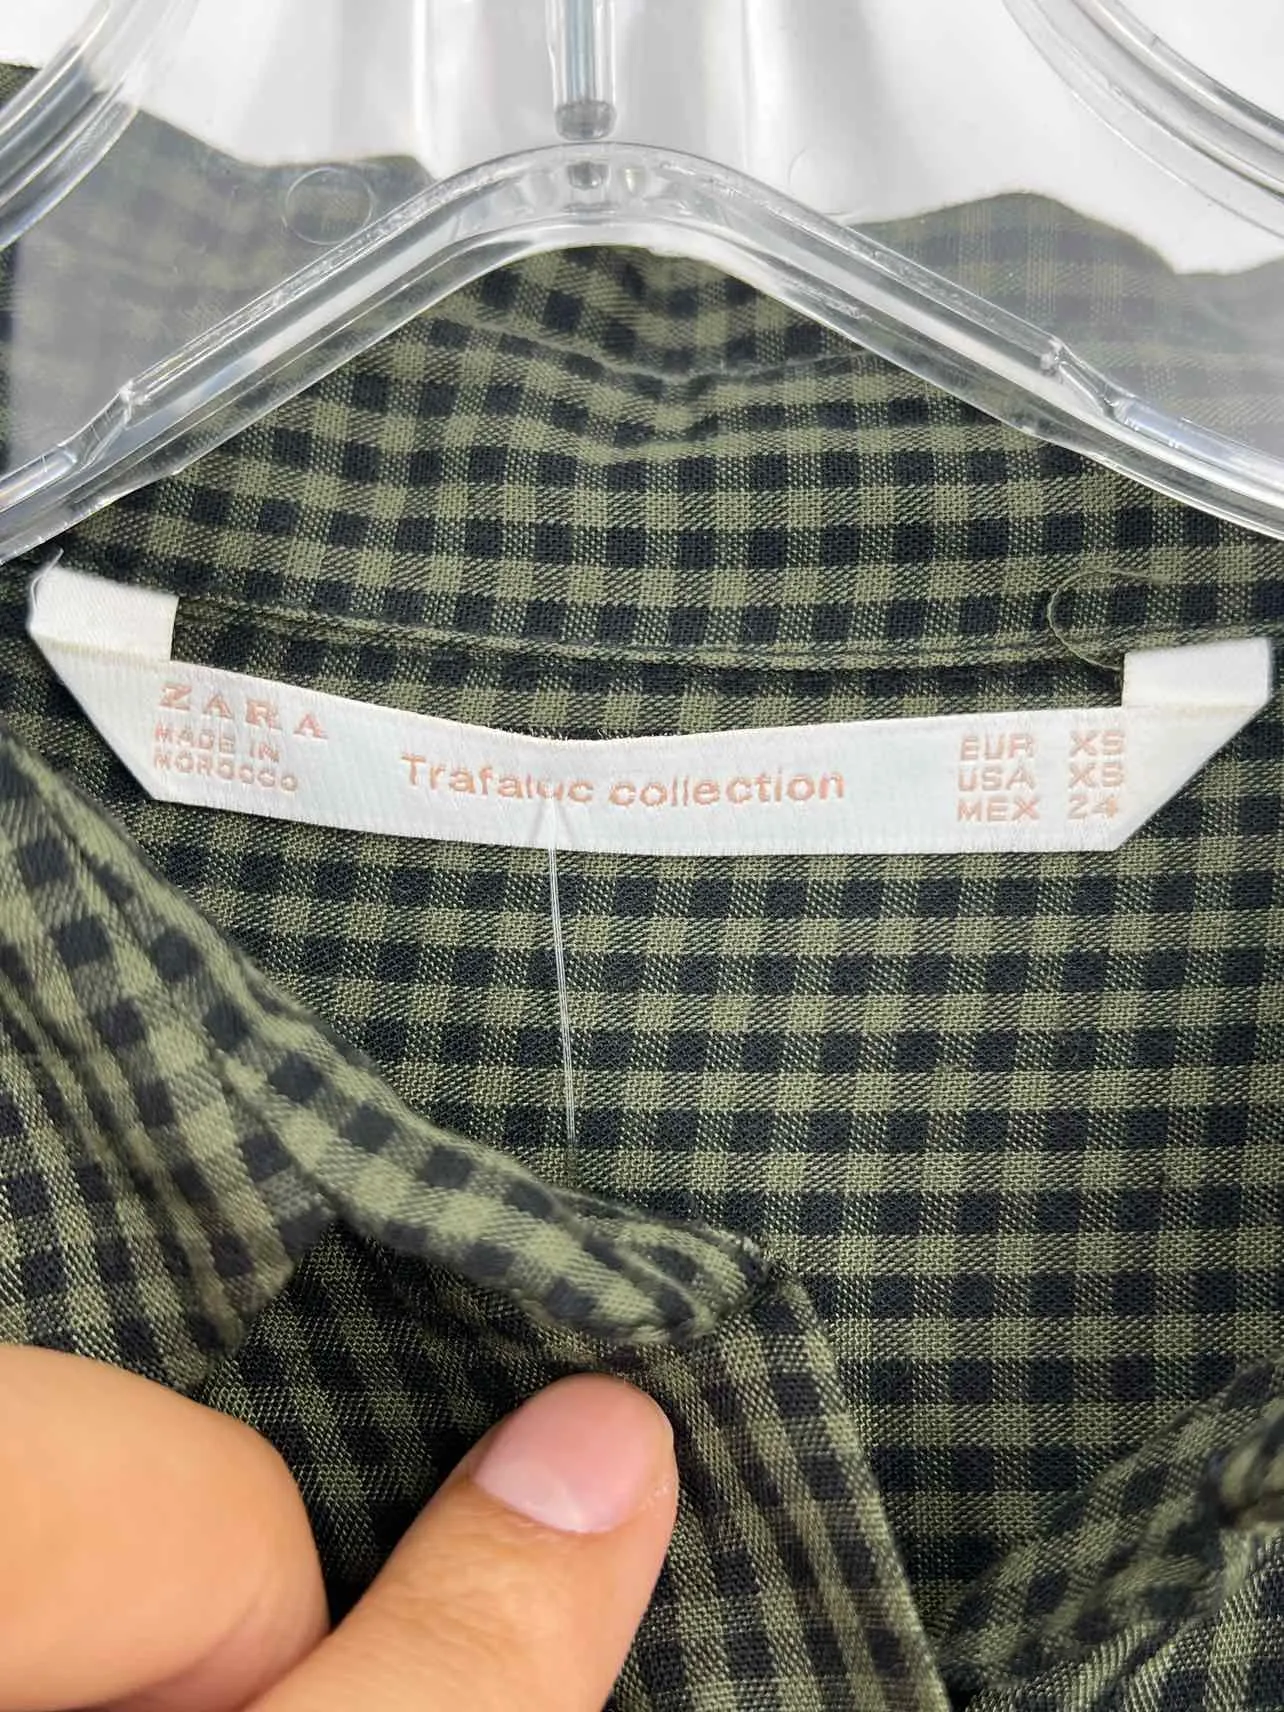 ZARA
MADE IN
MOROCCO
Trafaluc collection
EUR XS
USA XS
MEX 24